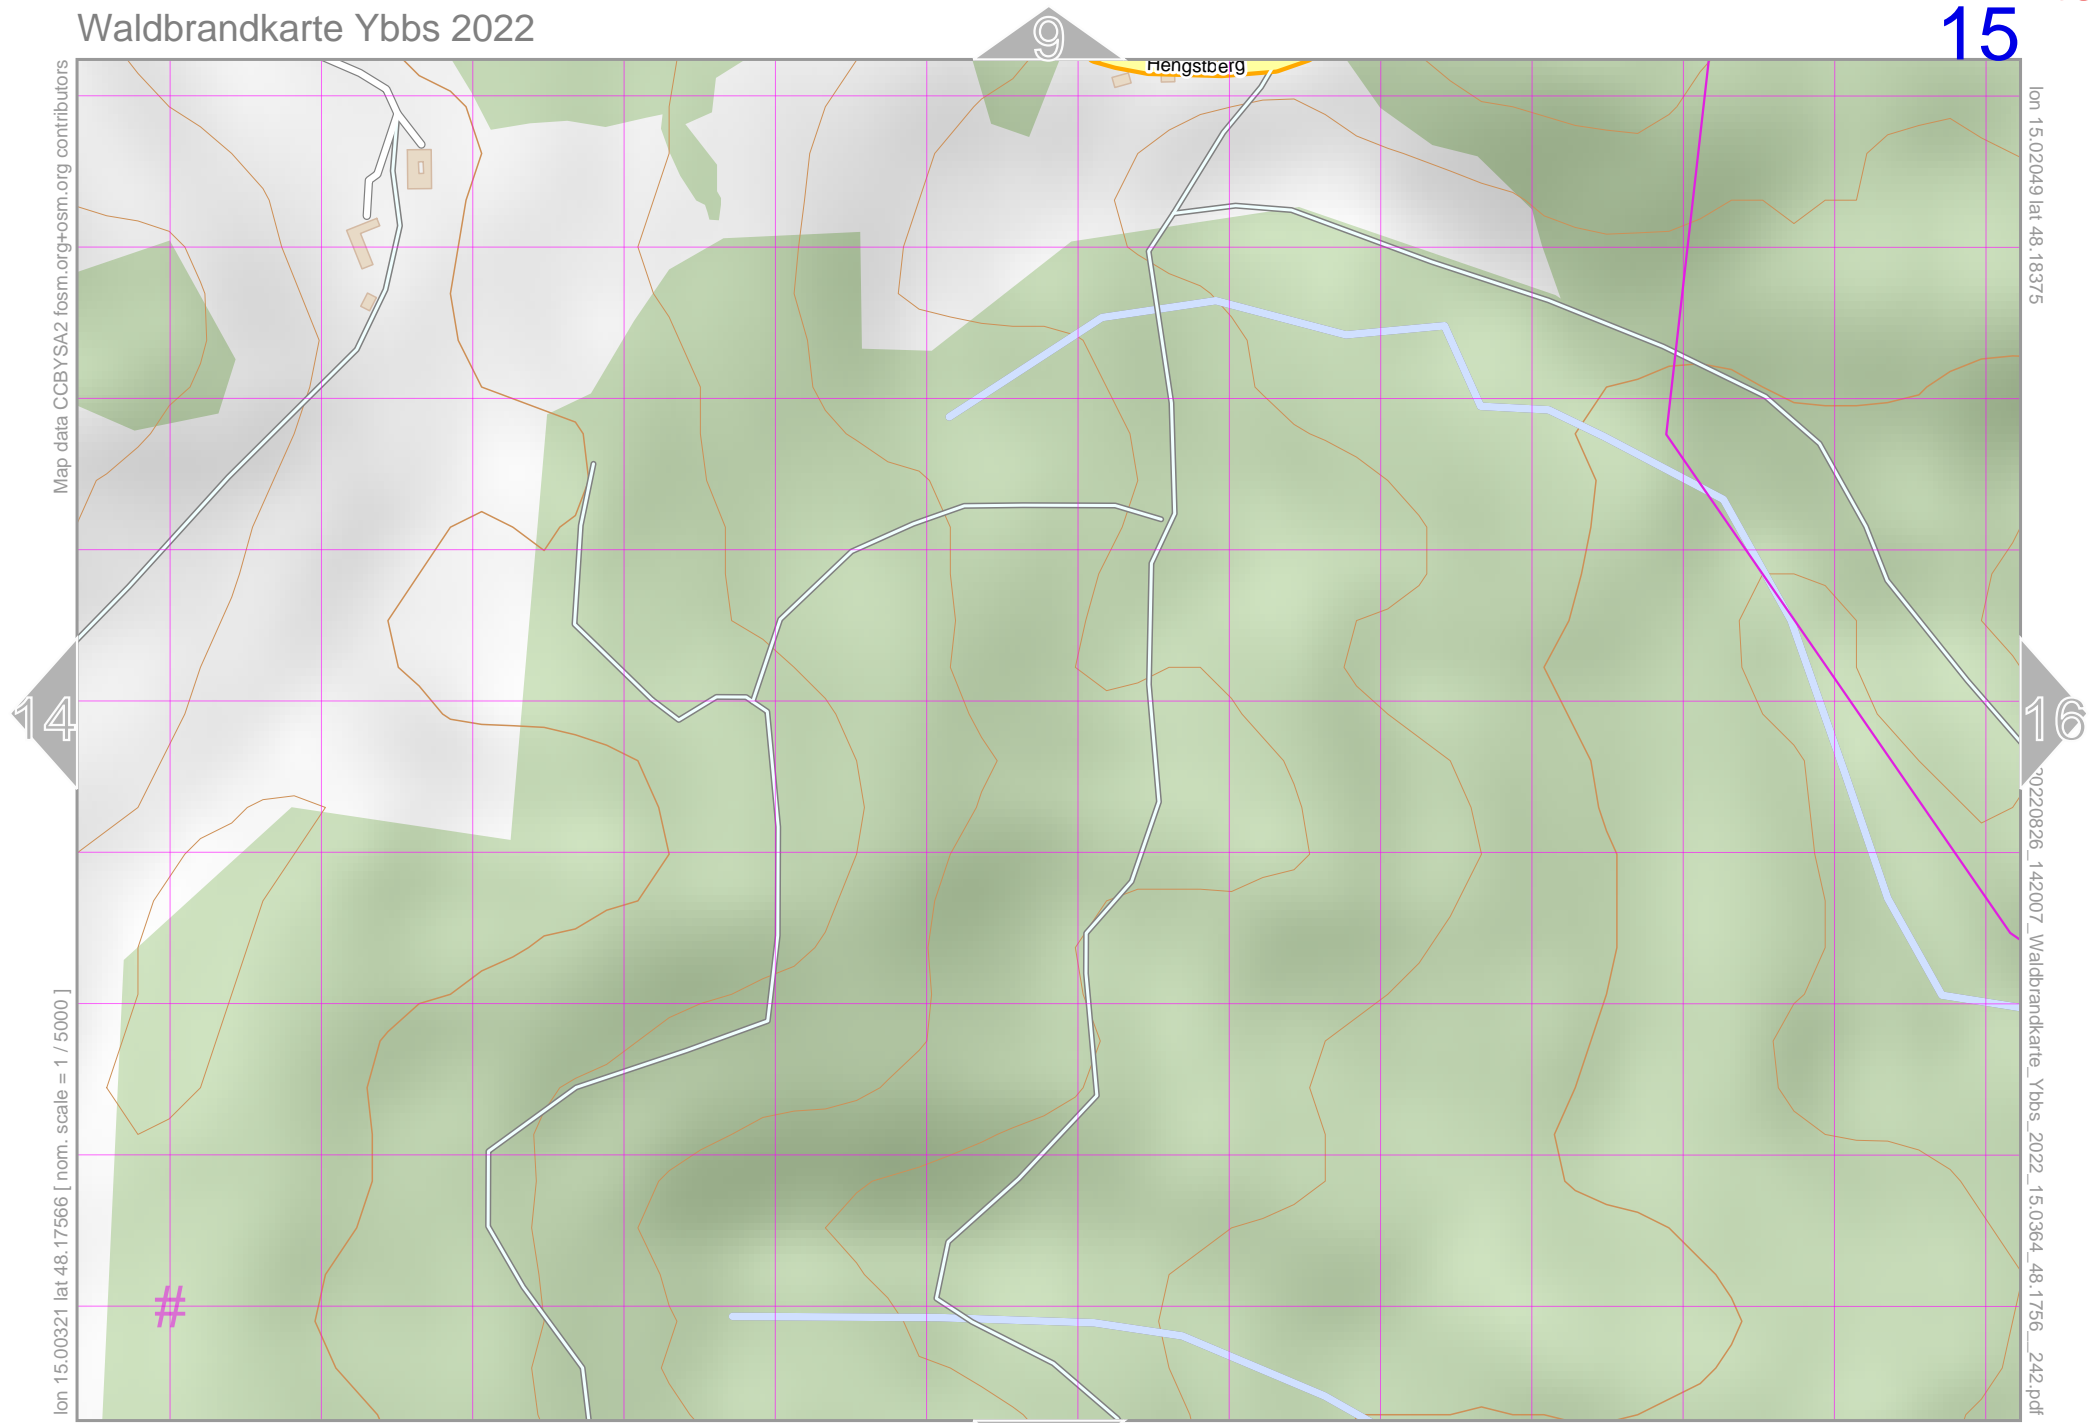 Waldbrandkarte Ybbs 2022
9
15
Hengstberg
Map data CCBYSA2 fosm.org+osm.org contributors
lon 15.02049 lat 48.18375
14
16
lon 15.00321 lat 48.17566 [ nom. scale = 1 / 5000 ]
20220826_142007_Waldbrandkarte_Ybbs_2022_15.0364_48.1756__242.pdf
#